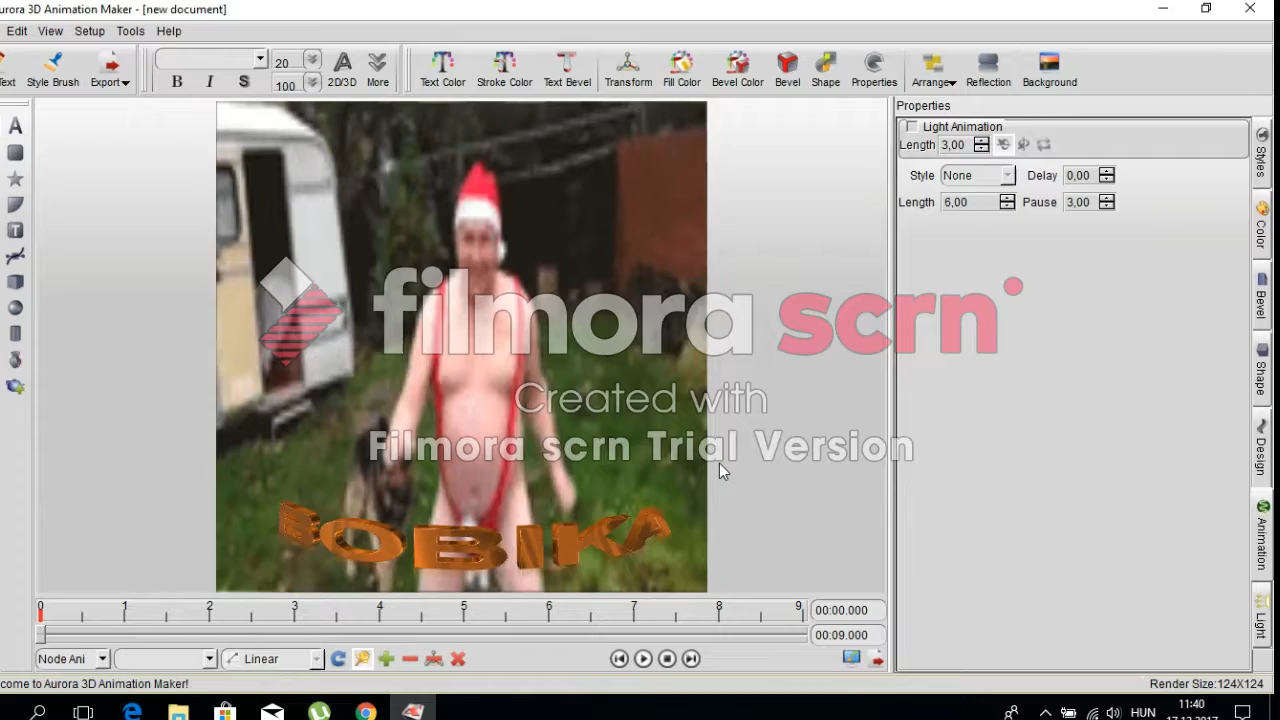 urora 3D Animation Maker - [new document]
Edit View Setup Tools Help
Text Style Brush Export 20 100 B I S 2D/3D More Text Color Stroke Color Text Bevel Transform Fill Color Bevel Color Bevel Shape Properties Arrange Reflection Background
Properties
Light Animation
Length 3,00
Style None Delay 0,00
Length 6,00 Pause 3,00
Styles
Color
Bevel
Shape
Design
Animation
Light
filmora scrn
Created with
Filmora scrn Trial Version
BOBIKA
0 1 2 3 4 5 6 7 8 9 00:00.000
00:09.000
Node Ani Linear
come to Aurora 3D Animation Maker! Render Size:124X124
HUN 11:40
17.12.2017